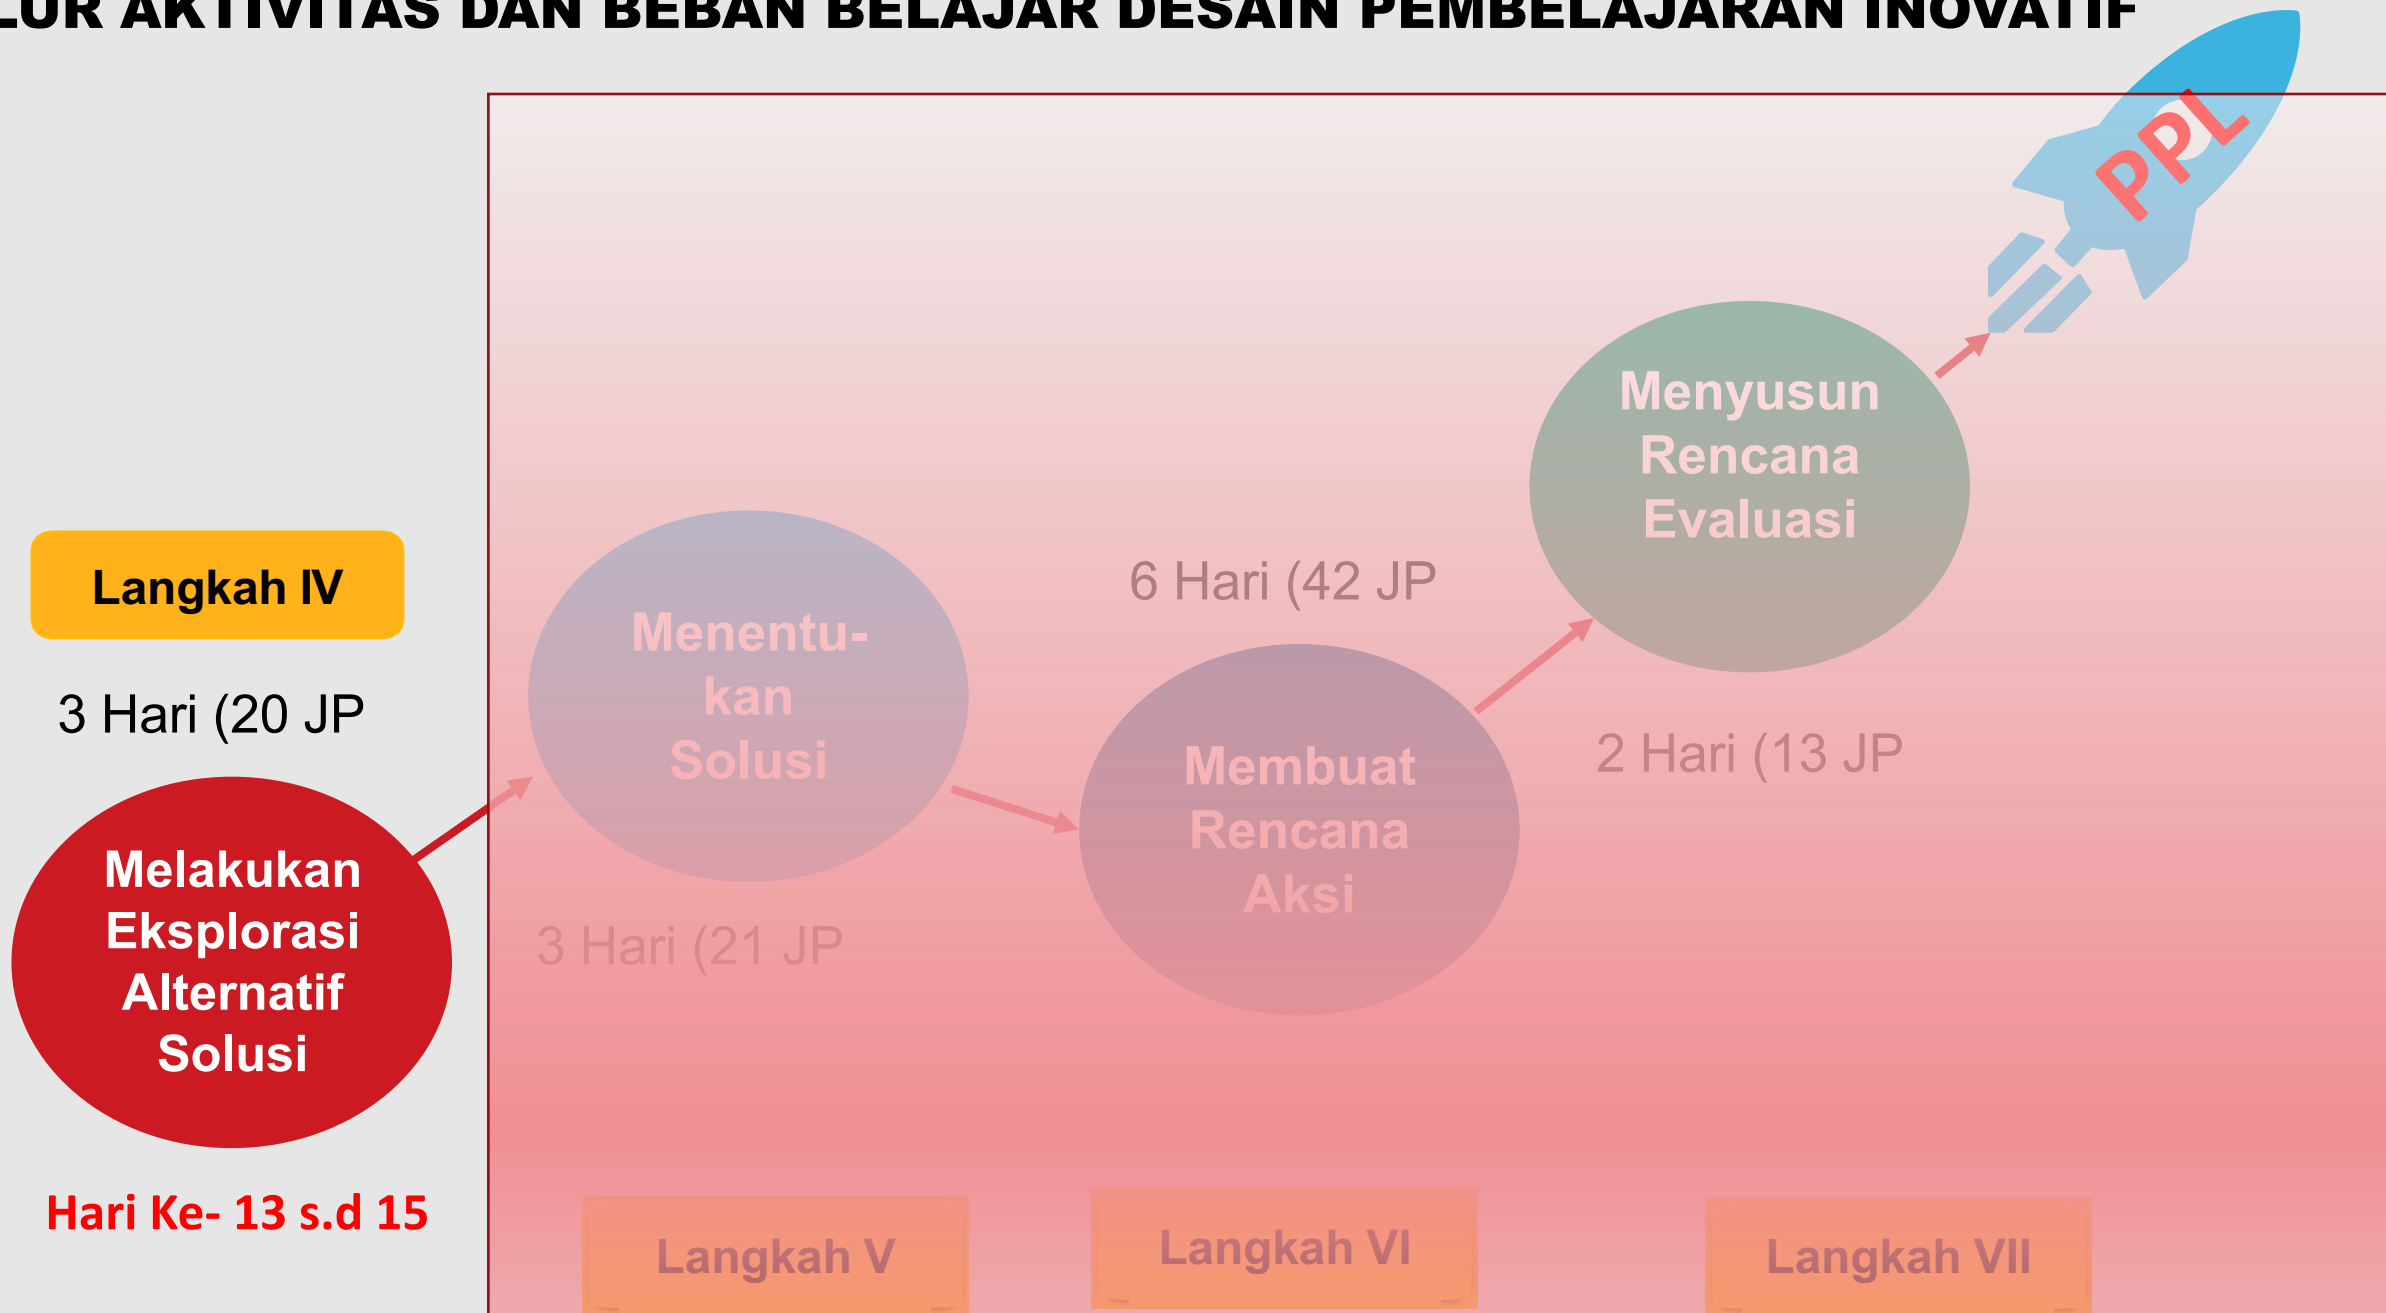 LUR AKTIVITAS DAN BEBAN BELAJAR DESAIN PEMBELAJARAN INOVATIF
PPL
Langkah IV
3 Hari (20 JP
Melakukan
Eksplorasi
Alternatif
Solusi
Hari Ke- 13 s.d 15
Menentu-
kan
Solusi
3 Hari (21 JP
Langkah V
6 Hari (42 JP
Membuat
Rencana
Aksi
Langkah VI
Menyusun
Rencana
Evaluasi
2 Hari (13 JP
Langkah VII